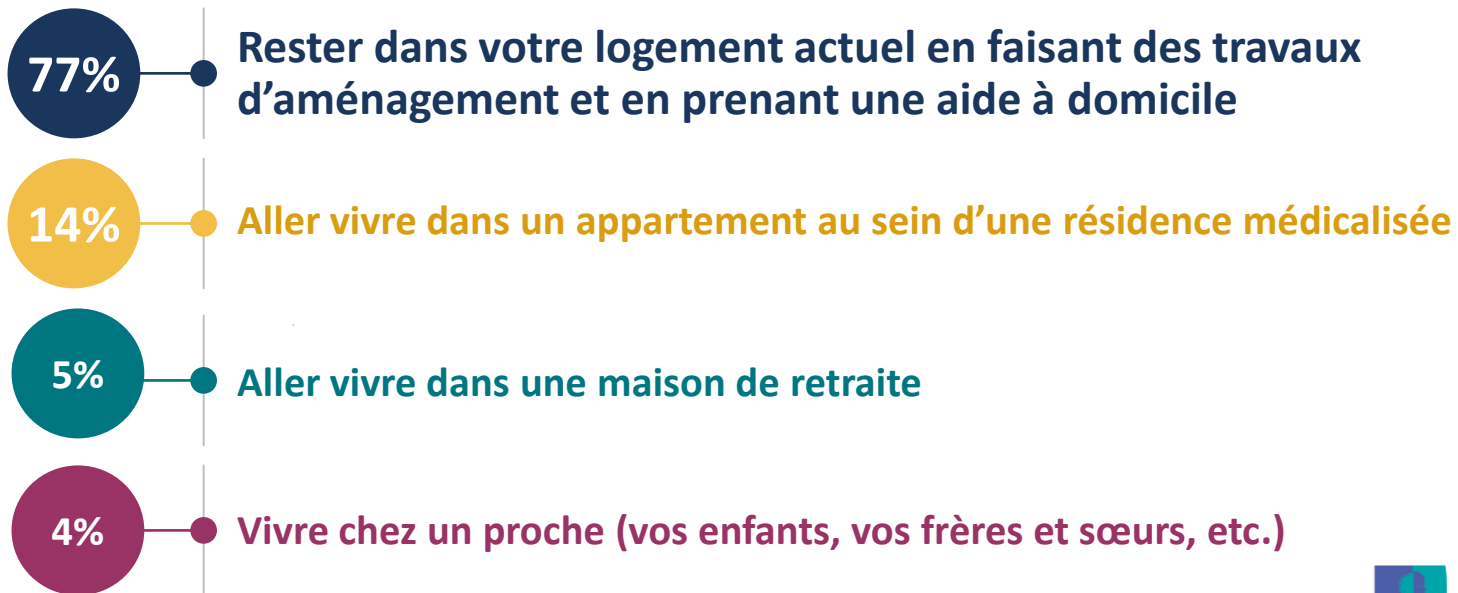 77%
Rester dans votre logement actuel en faisant des travaux
d’aménagement et en prenant une aide à domicile
14%
Aller vivre dans un appartement au sein d’une résidence médicalisée
5%
Aller vivre dans une maison de retraite
4%
Vivre chez un proche (vos enfants, vos frères et sœurs, etc.)